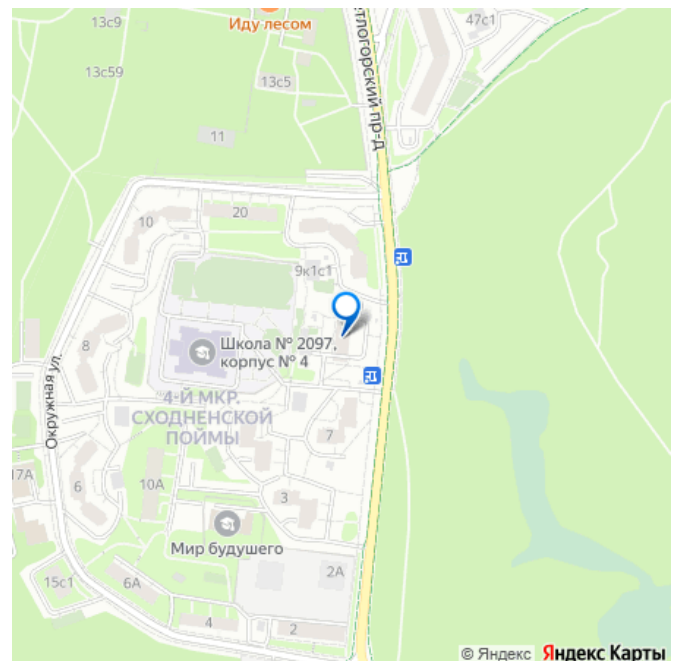 13с9
Иду лесом
47с1
13с59
13с5
тлогорский пр-д
11
10
20
9к1с1
8
Школа № 2097,
корпус № 4
Окружная ул.
4-Й МКР.
СХОДНЕНСКОЙ
ПОЙМЫ
7
17А
6
10А
3
Мир будущего
15с1
6А
2А
4
2
© Яндекс Яндекс Карты